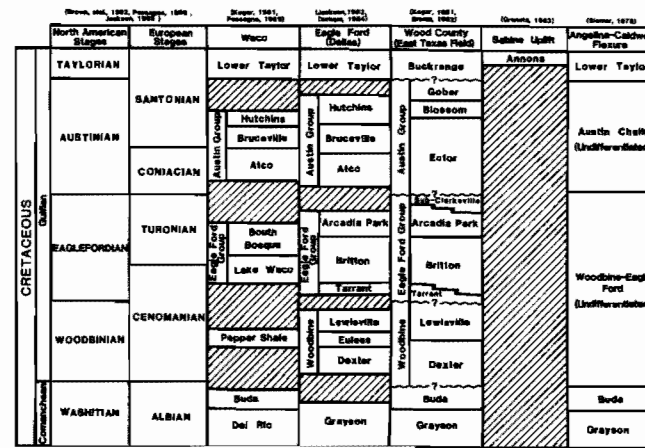 North American Stages
European Stages
Waco
Eagle Ford (Dallas)
Wood County (East Texas Field)
Sabine Uplift
Angelina-Caldwe
Flexure
CRETACEOUS
Gulfian
Comanchean
TAYLORIAN
AUSTINIAN
EAGLEFORDIAN
WOODBINIAN
WASHITIAN
SANTONIAN
CONIACIAN
TURONIAN
CENOMANIAN
ALBIAN
Lower Taylor
Austin Group
Hutchins
Bruceville
Atco
Eagle Ford Group
South Bosque
Lake Waco
Pepper Shale
Buda
Del Rio
Lower Taylor
Austin Group
Hutchins
Bruceville
Atco
Eagle Ford Group
Arcadia Park
Britton
Tarrant
Woodbine
Lewisville
Euless
Dexter
Grayson
Buckrange
Austin Group
Gober
Blossom
Ector
?
Sub-Clarksville
Eagle Ford Group
Arcadia Park
Britton
Tarrant
?
Woodbine
Lewisville
Dexter
?
Buda
Grayson
Annona
Lower Taylo
Austin Chalk
(Undifferentiate
Woodbine-Eagle
Ford
(Undifferentiated
Buda
Grayson